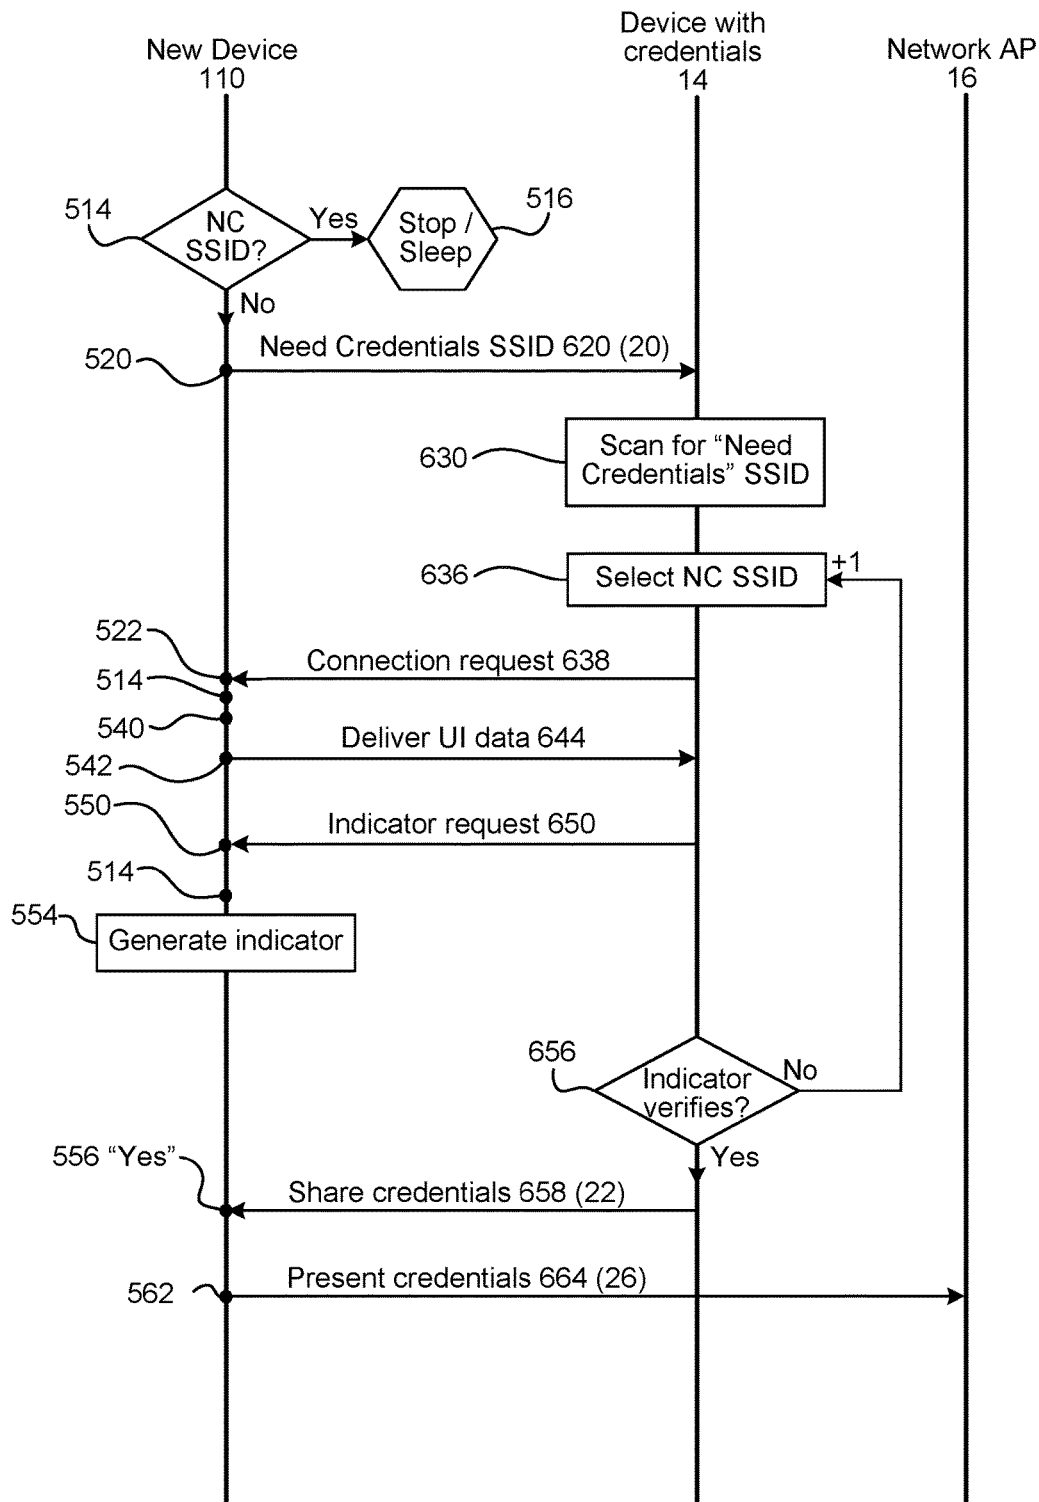 New Device
110
Device with
credentials
14
Network AP
16
514
NC
SSID?
Yes
Stop /
Sleep
516
No
520
Need Credentials SSID 620 (20)
630
Scan for “Need
Credentials” SSID
636
Select NC SSID
+1
522
Connection request 638
514
540
Deliver UI data 644
542
550
Indicator request 650
514
554
Generate indicator
656
Indicator
verifies?
No
Yes
556 “Yes”
Share credentials 658 (22)
562
Present credentials 664 (26)